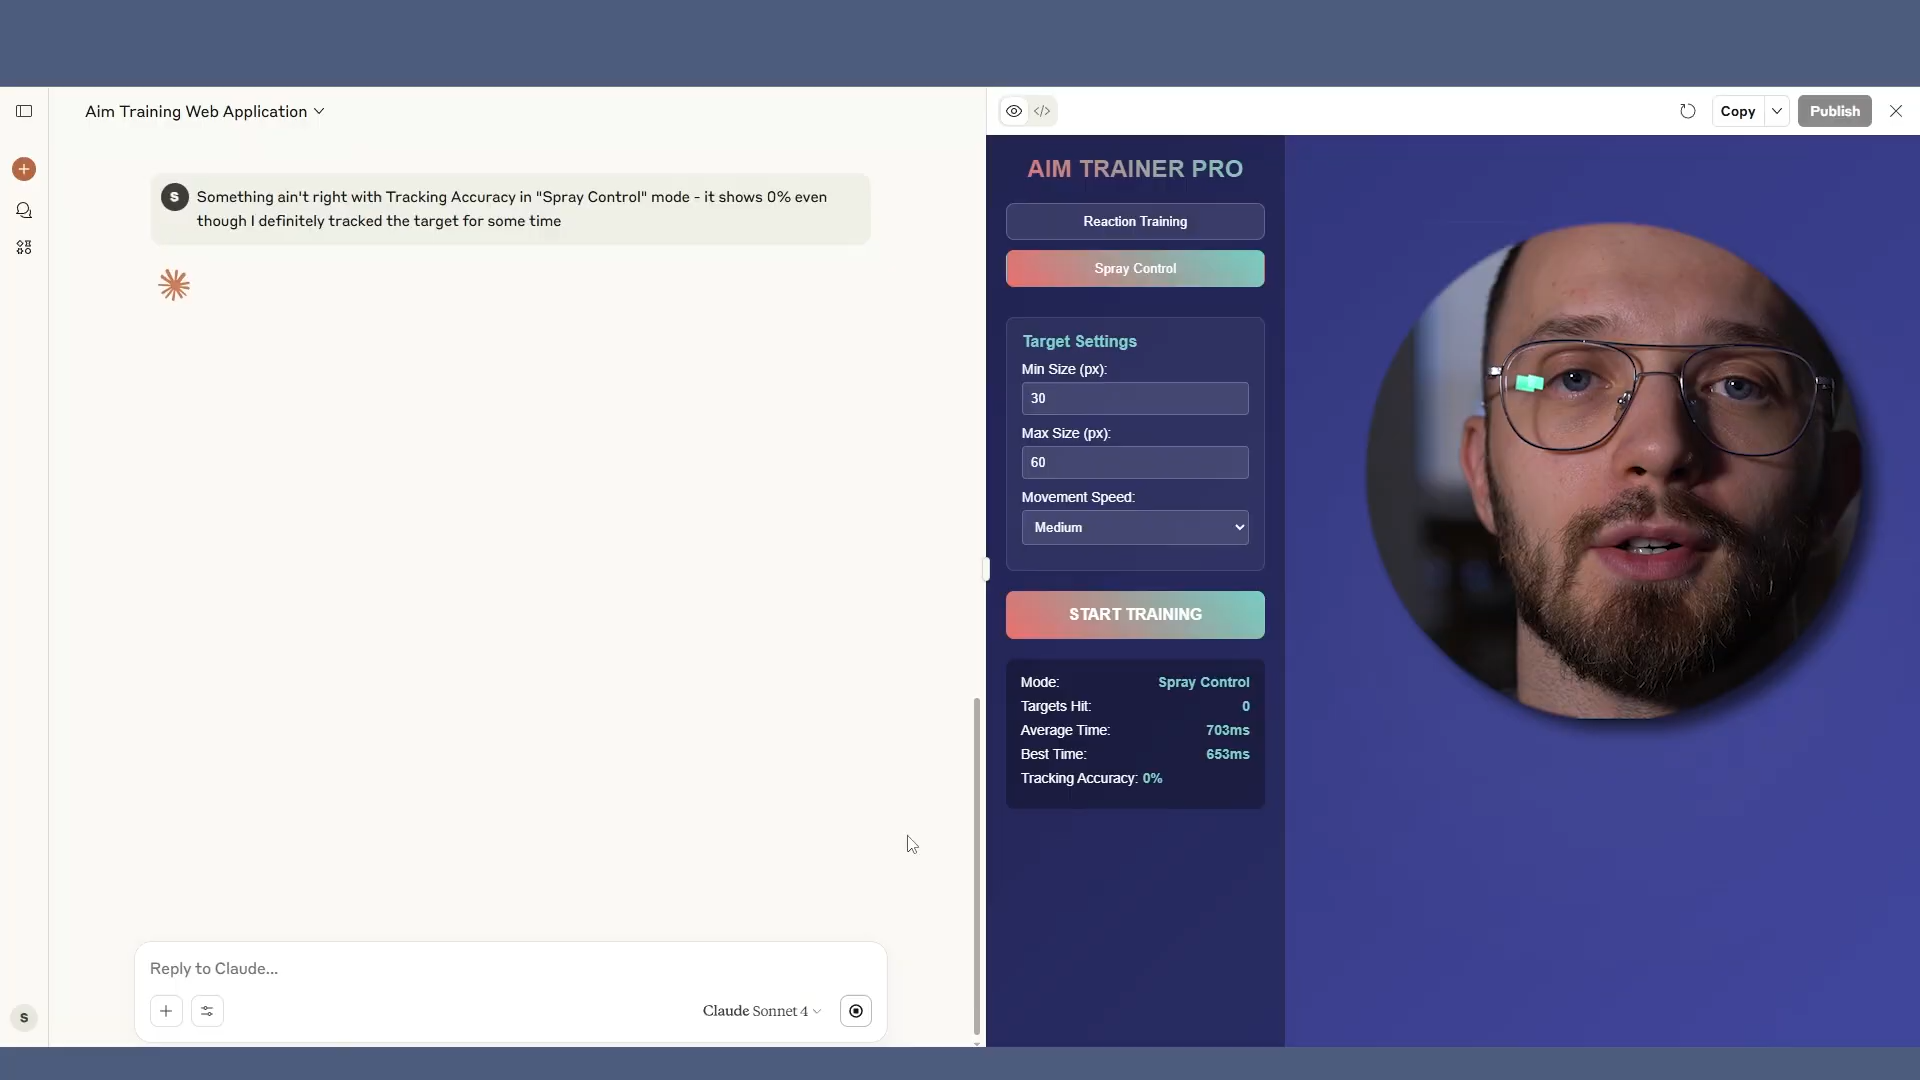 Aim Training Web Application
S
Something ain't right with Tracking Accuracy in "Spray Control" mode - it shows 0% even
though I definitely tracked the target for some time
Reply to Claude...
Claude Sonnet 4
S
Copy
Publish
AIM TRAINER PRO
Reaction Training
Spray Control
Target Settings
Min Size (px):
30
Max Size (px):
60
Movement Speed:
Medium
START TRAINING
Mode: Spray Control
Targets Hit: 0
Average Time: 703ms
Best Time: 653ms
Tracking Accuracy: 0%